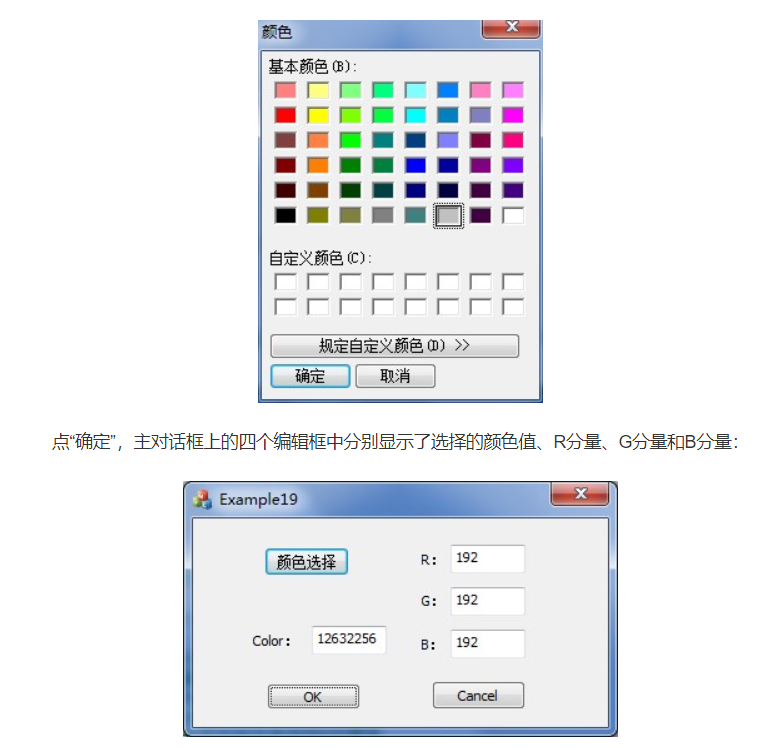 颜色
基本颜色(B):
自定义颜色(C):
规定自定义颜色(D) >>
确定 取消
点“确定”，主对话框上的四个编辑框中分别显示了选择的颜色值、R分量、G分量和B分量：
Example19
颜色选择 R: 192
G: 192
Color: 12632256 B: 192
OK Cancel